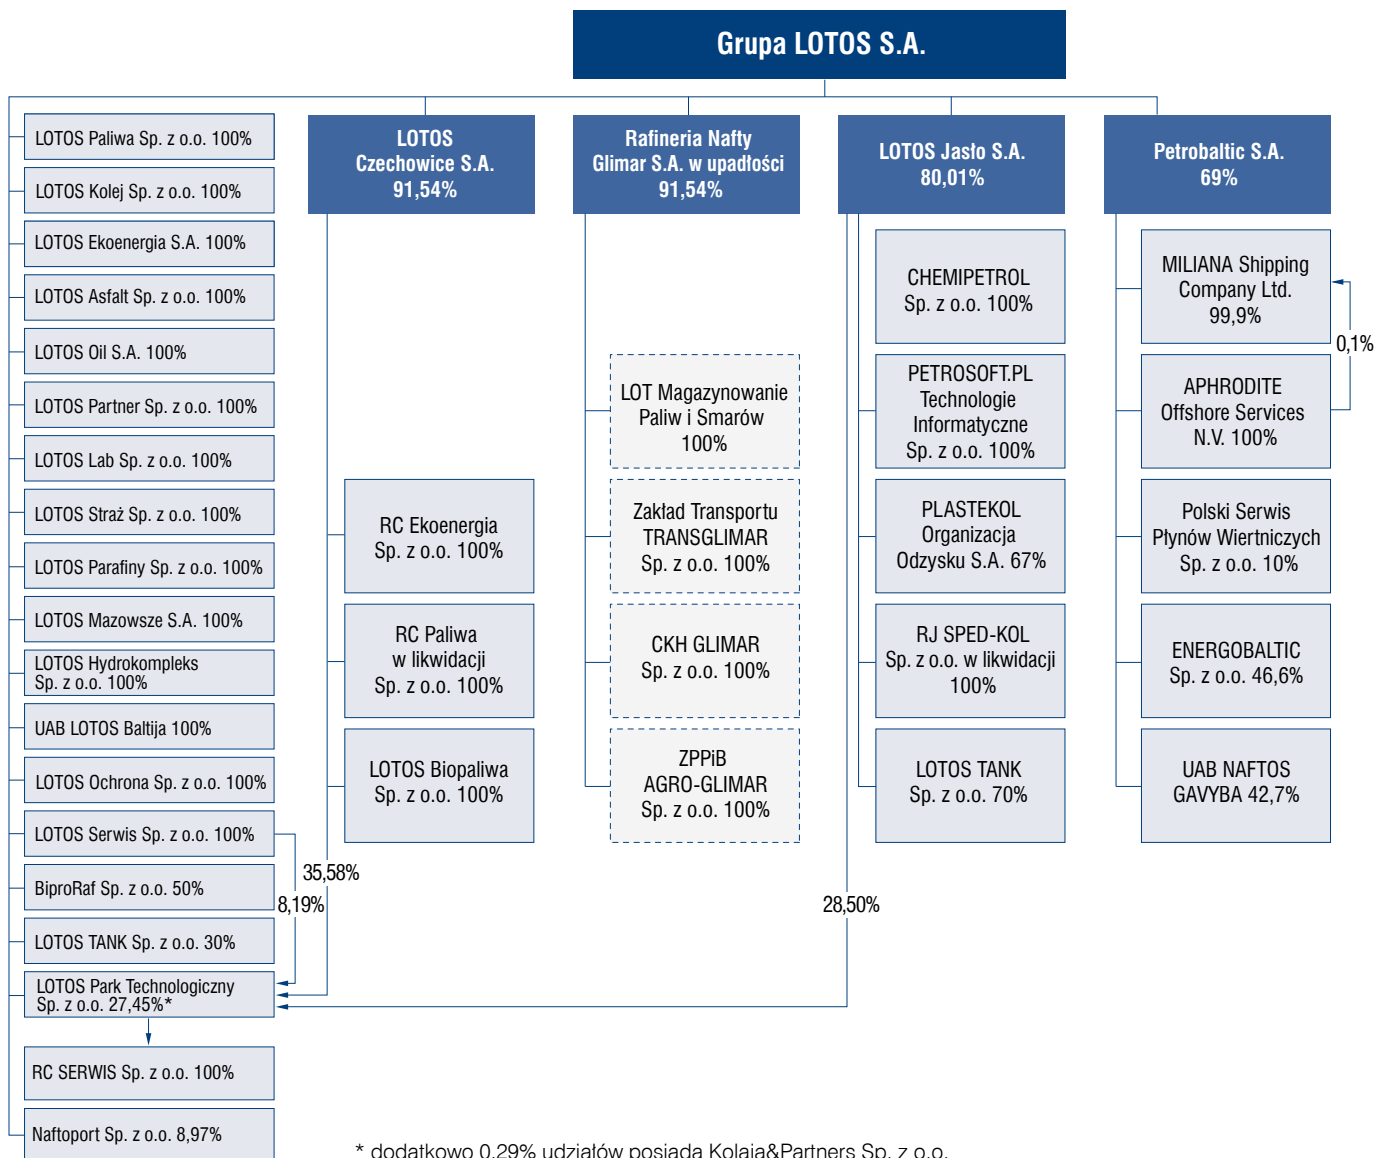 Grupa LOTOS S.A.
LOTOS Paliwa Sp. z o.o. 100%
LOTOS Kolej Sp. z o.o. 100%
LOTOS Ekoenergia S.A. 100%
LOTOS Asfalt Sp. z o.o. 100%
LOTOS Oil S.A. 100%
LOTOS Partner Sp. z o.o. 100%
LOTOS Lab Sp. z o.o. 100%
LOTOS Straż Sp. z o.o. 100%
LOTOS Parafiny Sp. z o.o. 100%
LOTOS Mazowsze S.A. 100%
LOTOS Hydrokompleks
Sp. z o.o. 100%
UAB LOTOS Baltija 100%
LOTOS Ochrona Sp. z o.o. 100%
LOTOS Serwis Sp. z o.o. 100%
BiproRaf Sp. z o.o. 50%
LOTOS TANK Sp. z o.o. 30%
LOTOS Park Technologiczny
Sp. z o.o. 27,45%*
RC SERWIS Sp. z o.o. 100%
Naftoport Sp. z o.o. 8,97%
8,19%
LOTOS
Czechowice S.A.
91,54%
RC Ekoenergia
Sp. z o.o. 100%
RC Paliwa
w likwidacji
Sp. z o.o. 100%
LOTOS Biopaliwa
Sp. z o.o. 100%
35,58%
Rafineria Nafty
Glimar S.A. w upadłości
91,54%
LOT Magazynowanie
Paliw i Smarów
100%
Zakład Transportu
TRANSGLIMAR
Sp. z o.o. 100%
CKH GLIMAR
Sp. z o.o. 100%
ZPPiB
AGRO-GLIMAR
Sp. z o.o. 100%
LOTOS Jasło S.A.
80,01%
CHEMIPETROL
Sp. z o.o. 100%
PETROSOFT.PL
Technologie
Informatyczne
Sp. z o.o. 100%
PLASTEKOL
Organizacja
Odzysku S.A. 67%
RJ SPED-KOL
Sp. z o.o. w likwidacji
100%
LOTOS TANK
Sp. z o.o. 70%
28,50%
Petrobaltic S.A.
69%
MILIANA Shipping
Company Ltd.
99,9%
0,1%
APHRODITE
Offshore Services
N.V. 100%
Polski Serwis
Płynów Wiertniczych
Sp. z o.o. 10%
ENERGOBALTIC
Sp. z o.o. 46,6%
UAB NAFTOS
GAVYBA 42,7%
* dodatkowo 0,29% udziałów posiada Kolaja&Partners Sp. z o.o.